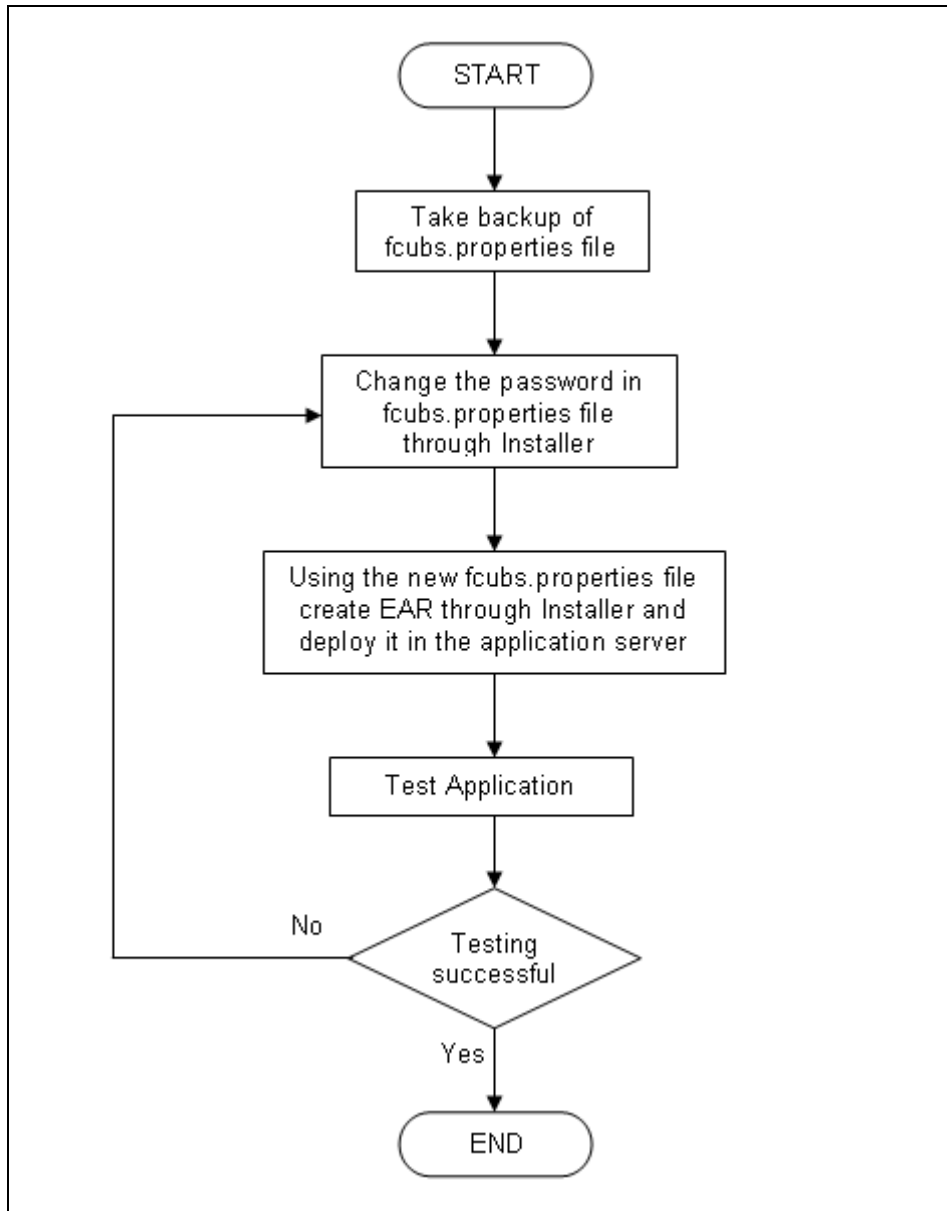 START
Take backup of
fcubs.properties file
Change the password in
fcubs.properties file
through Installer
Using the new fcubs.properties file
create EAR through Installer and
deploy it in the application server
Test Application
No
Testing
successful
Yes
END